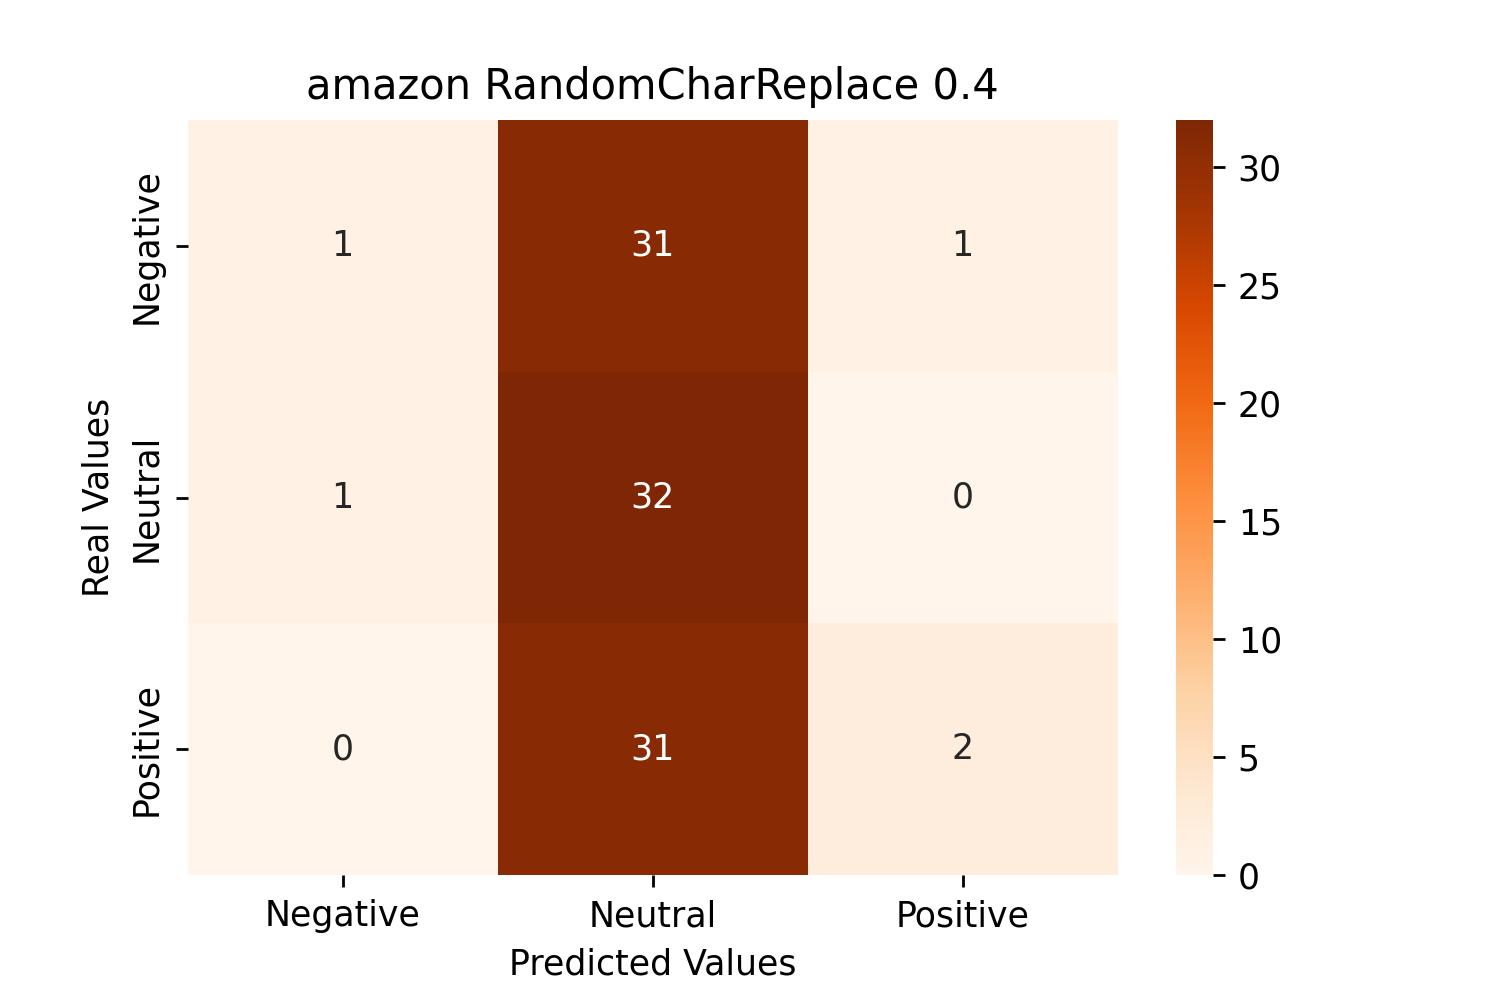 amazon RandomCharReplace 0.4
Real Values
Negative
1 31 1
Neutral
1 32 0
Positive
0 31 2
Negative Neutral Positive
Predicted Values
30
25
20
15
10
5
0